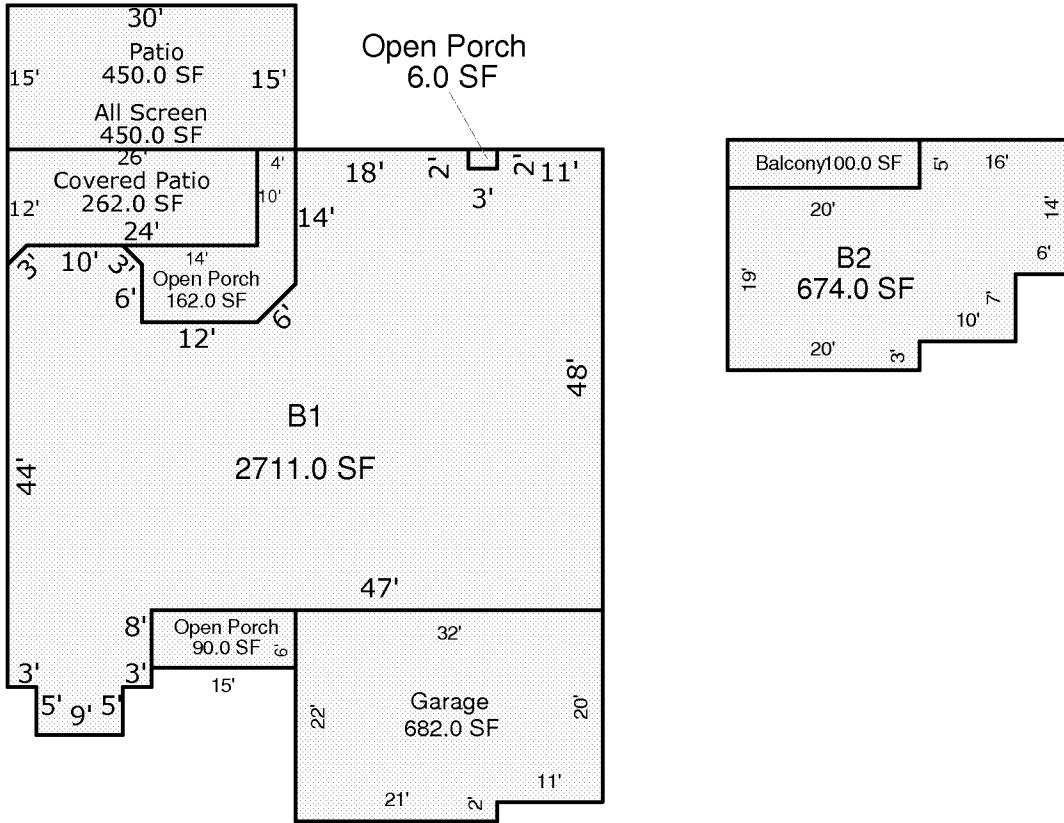 30'
Patio
450.0 SF
15'
15'
All Screen
450.0 SF
Open Porch
6.0 SF
26'
4'
Covered Patio
262.0 SF
12'
10'
24'
18'
2'
2'
11'
3'
14'
3'
10'
3'
14'
Open Porch
162.0 SF
6'
6'
12'
48'
B1
2711.0 SF
44'
47'
8'
Open Porch
90.0 SF
6'
32'
3'
3'
15'
5'
9'
5'
Garage
682.0 SF
22'
20'
11'
21'
2'
Balcony100.0 SF
5'
16'
20'
14'
B2
674.0 SF
6'
19'
7'
10'
20'
3'